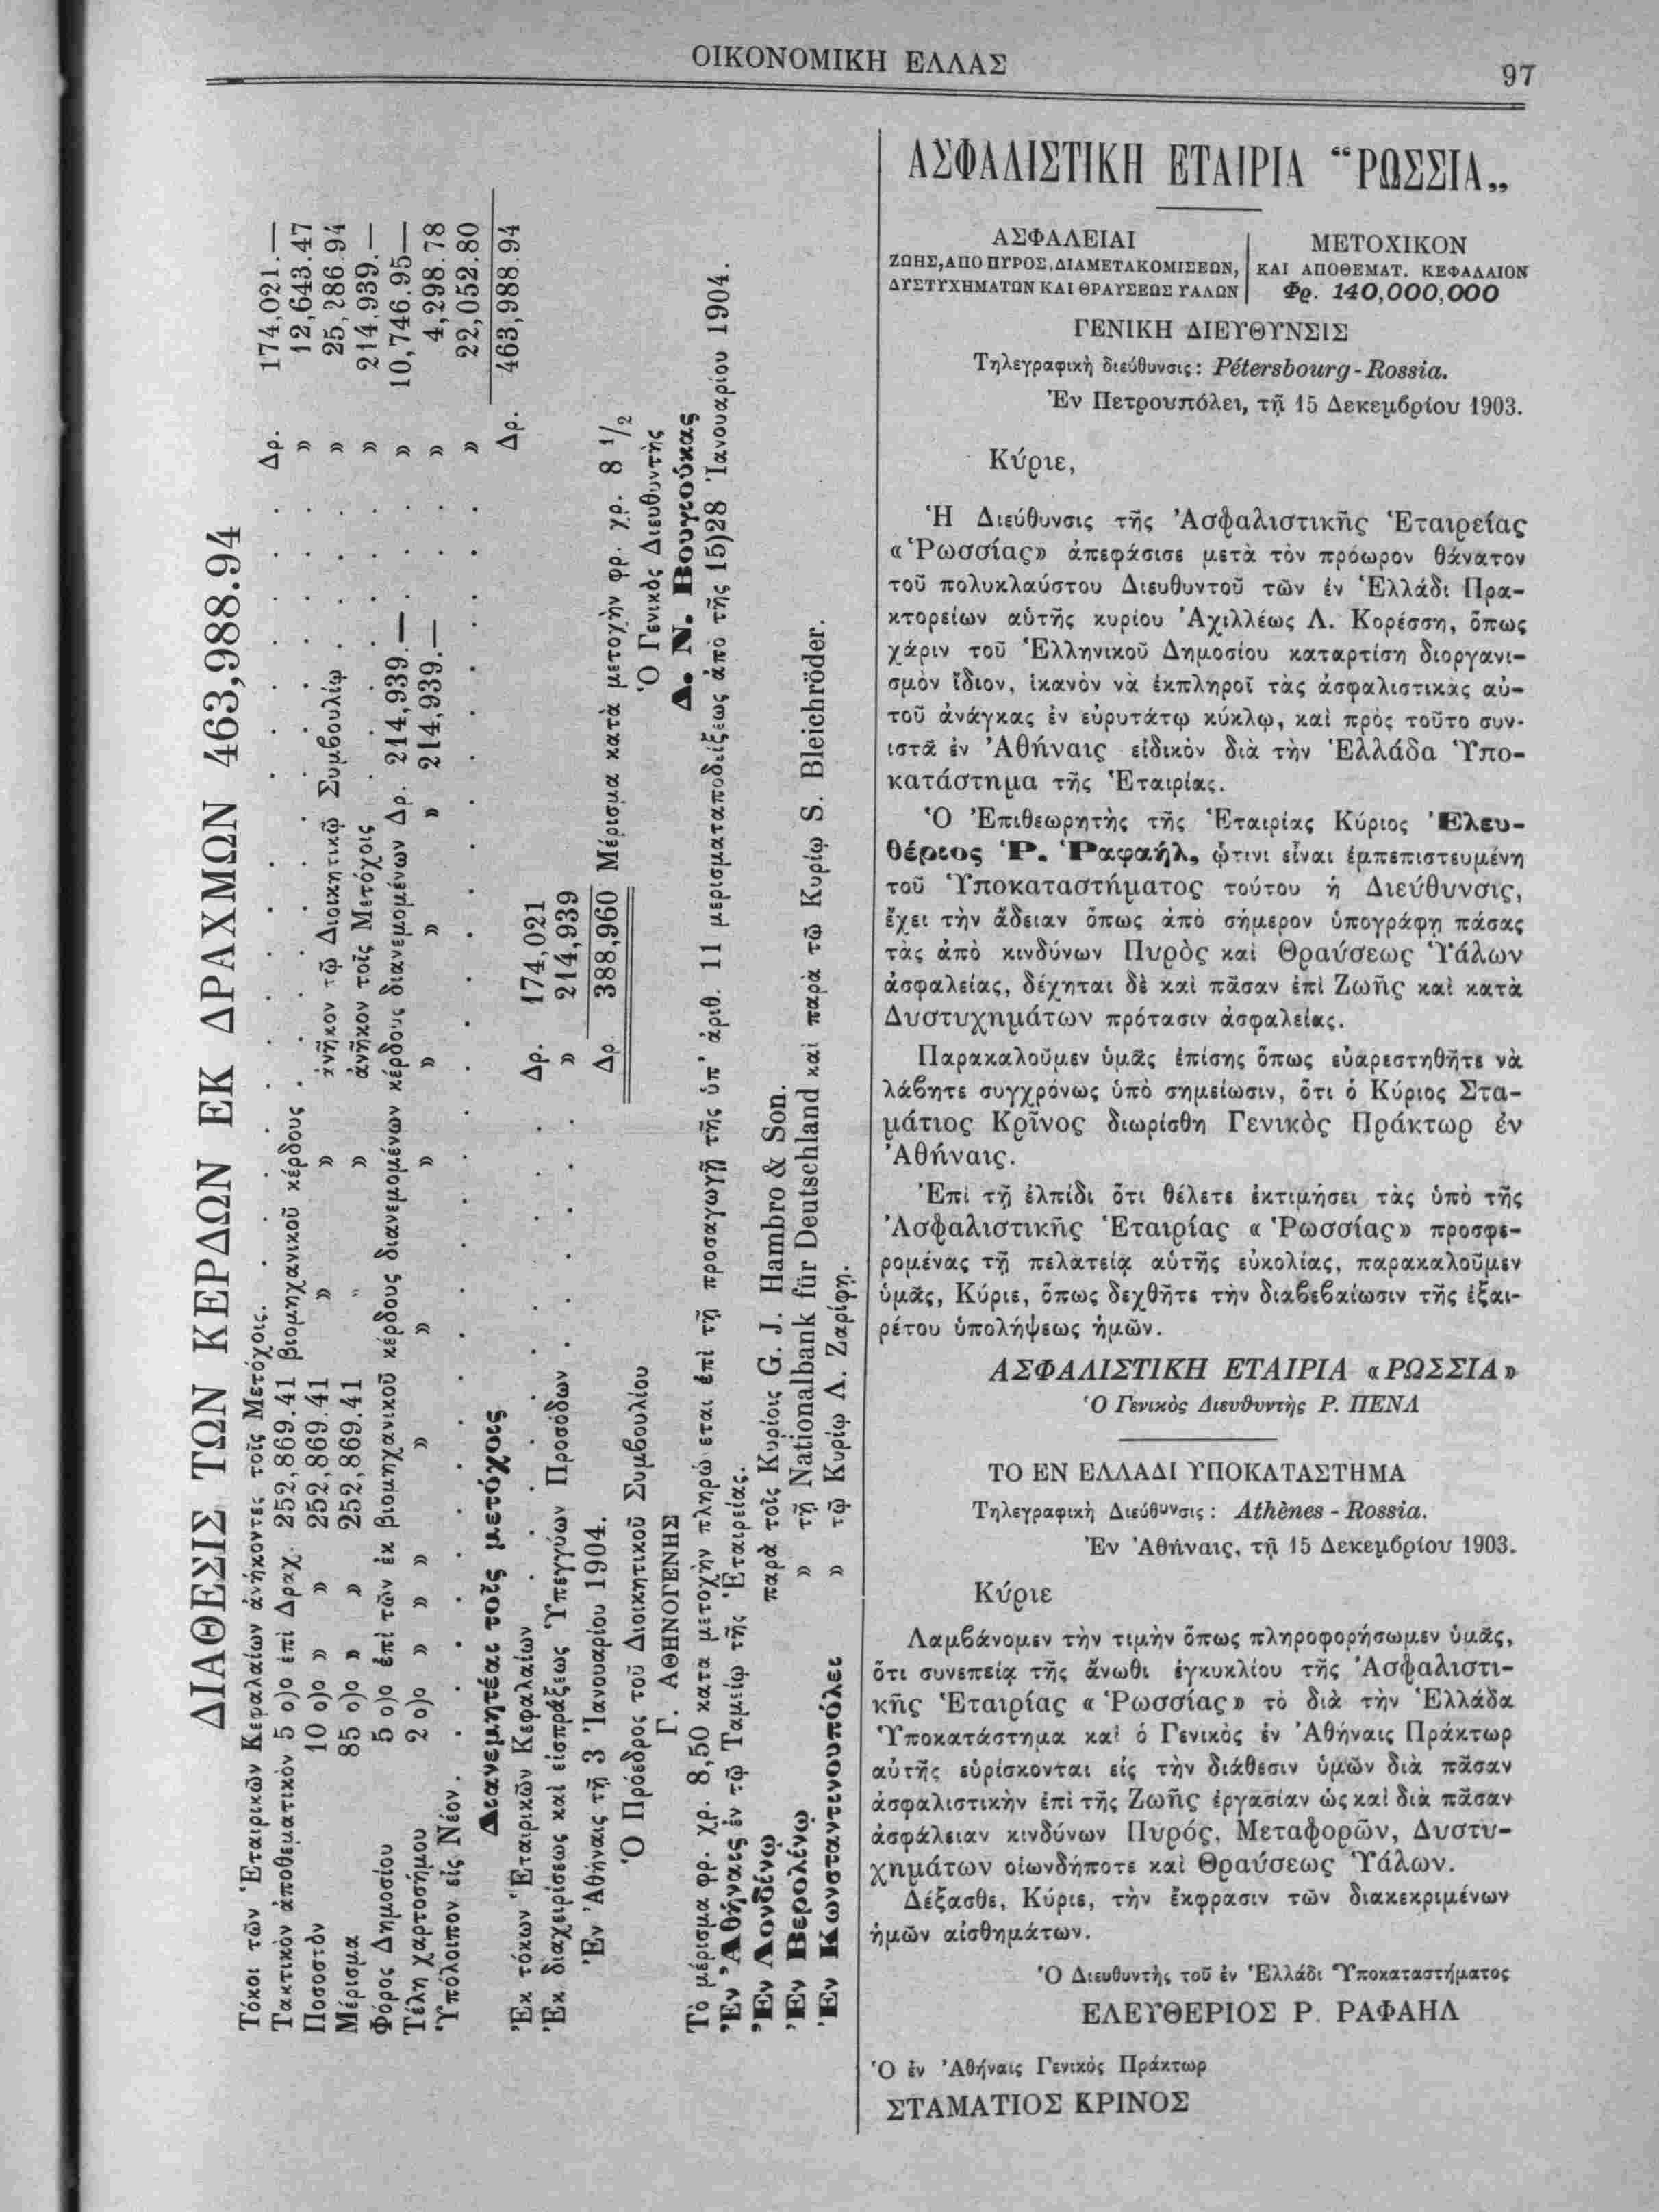 ΟΙΚΟΝΟΜΙΚΗ ΕΛΛΑΣ
97
ΔΙΑΘΕΣΙΣ ΤΩΝ ΚΕΡΔΩΝ ΕΚ ΔΡΑΧΜΩΝ 463,988.94
Τόκοι τῶν Ἑταιρικῶν Κεφαλαίων ἀνήκοντες τοῖς Μετόχοις. . . . . . . . . Δρ. 174,021.—
Τακτικὸν ἀποθεματικὸν 5 ο)ο ἐπὶ Δραχ. 252,869.41 βιομηχανικοῦ κέρδους . . . . . . . » 12,643.47
Ποσοστὸν 10 ο)ο » » 252,869.41 » » ἀνῆκον τῷ Διοικητικῷ Συμβουλίῳ . . . » 25,286.94
Μέρισμα 85 ο)ο » » 252,869.41 » » ἀνῆκον τοῖς Μετόχοις . . . . » 214,939.—
Φόρος Δημοσίου 5 ο)ο ἐπὶ τῶν ἐκ βιομηχανικοῦ κέρδους διανεμομένων κέρδους διανεμομένων Δρ. 214,939.— . . » 10,746.95—
Τέλη χαρτοσήμου 2 ο)ο » » » » » » » » » 214,939.— . . » 4,298.78
Ὑπόλοιπον εἰς Νέον . . . . . . . . . . . . » 22,052.80
Δρ. 463,988.94
Διανεμητέαι τοῖς μετόχοις
Ἐκ τόκων Ἑταιρικῶν Κεφαλαίων . . . . . . . Δρ. 174,021
Ἐκ διαχειρίσεως καὶ εἰσπράξεως Ὑπεγγύων Προσόδων . . . . . » 214,939
Δρ. 388,960 Μέρισμα κατὰ μετοχὴν φρ. χρ. 8 1/2
Ἐν Ἀθήναις τῇ 3 Ἰανουαρίου 1904.
Ὁ Πρόεδρος τοῦ Διοικητικοῦ Συμβουλίου
Γ. ΑΘΗΝΟΓΕΝΗΣ
Ὁ Γενικὸς Διευθυντὴς
Δ. Ν. Βουγιούκας
Τὸ μέρισμα φρ. χρ. 8,50 κατα μετοχὴν πληρώνεται ἐπὶ τῇ προσαγωγῇ τῆς ὑπ' ἀριθ. 11 μερισματαποδείξεως ἀπὸ τῆς 15)28 Ἰανουαρίου 1904.
Ἐν Ἀθήναις ἐν τῷ Ταμείῳ τῆς Ἑταιρείας.
Ἐν Λονδίνῳ παρὰ τοῖς Κυρίοις G. J. Hambro & Son.
Ἐν Βερολίνῳ » τῇ Nationalbank für Deutschland καὶ παρὰ τῷ Κυρίῳ S. Bleichröder.
Ἐν Κωνσταντινουπόλει » τῷ Κυρίῳ Λ. Ζαρίφῃ.
ΑΣΦΑΛΙΣΤΙΚΗ ΕΤΑΙΡΙΑ “ΡΩΣΣΙΑ„
ΑΣΦΑΛΕΙΑΙ
ΖΩΗΣ, ΑΠΟ ΠΥΡΟΣ, ΔΙΑΜΕΤΑΚΟΜΙΣΕΩΝ,
ΔΥΣΤΥΧΗΜΑΤΩΝ ΚΑΙ ΘΡΑΥΣΕΩΣ ΥΑΛΩΝ
ΜΕΤΟΧΙΚΟΝ
ΚΑΙ ΑΠΟΘΕΜΑΤ. ΚΕΦΑΛΑΙΟΝ
Φρ. 140,000,000
ΓΕΝΙΚΗ ΔΙΕΥΘΥΝΣΙΣ
Τηλεγραφικὴ διεύθυνσις: Pétersbourg-Rossia.
Ἐν Πετρουπόλει, τῇ 15 Δεκεμβρίου 1903.
Κύριε,
Ἡ Διεύθυνσις τῆς Ἀσφαλιστικῆς Ἑταιρείας
«Ῥωσσίας» ἀπεφάσισε μετὰ τὸν πρόωρον θάνατον
τοῦ πολυκλαύστου Διευθυντοῦ τῶν ἐν Ἑλλάδι Πρα-
κτορείων αὐτῆς κυρίου Ἀχιλλέως Λ. Κορέσση, ὅπως
χάριν τοῦ Ἑλληνικοῦ Δημοσίου καταρτίσῃ διοργανι-
σμὸν ἴδιον, ἱκανὸν νὰ ἐκπληροῖ τὰς ἀσφαλιστικὰς αὐ-
τοῦ ἀνάγκας ἐν εὐρυτάτῳ κύκλῳ, καὶ πρὸς τοῦτο συν-
ιστᾷ ἐν Ἀθήναις εἰδικὸν διὰ τὴν Ἑλλάδα Ὑπο-
κατάστημα τῆς Ἑταιρίας.
Ὁ Ἐπιθεωρητὴς τῆς Ἑταιρίας Κύριος Ἐλευ-
θέριος Ῥ. Ῥαφαήλ, ᾧτινι εἶναι ἐμπεπιστευμένη
τοῦ Ὑποκαταστήματος τούτου ἡ Διεύθυνσις,
ἔχει τὴν ἄδειαν ὅπως ἀπὸ σήμερον ὑπογράφῃ πάσας
τὰς ἀπὸ κινδύνων Πυρὸς καὶ Θραύσεως Ὑάλων
ἀσφαλείας, δέχηται δὲ καὶ πᾶσαν ἐπὶ Ζωῆς καὶ κατὰ
Δυστυχημάτων πρότασιν ἀσφαλείας.
Παρακαλοῦμεν ὑμᾶς ἐπίσης ὅπως εὐαρεστηθῆτε νὰ
λάβητε συγχρόνως ὑπὸ σημείωσιν, ὅτι ὁ Κύριος Στα-
μάτιος Κρῖνος διωρίσθη Γενικὸς Πράκτωρ ἐν
Ἀθήναις.
Ἐπὶ τῇ ἐλπίδι ὅτι θέλετε ἐκτιμήσει τὰς ὑπὸ τῆς
Ἀσφαλιστικῆς Ἑταιρίας «Ῥωσσίας» προσφε-
ρομένας τῇ πελατείᾳ αὐτῆς εὐκολίας, παρακαλοῦμεν
ὑμᾶς, Κύριε, ὅπως δεχθῆτε τὴν διαβεβαίωσιν τῆς ἐξαι-
ρέτου ὑπολήψεως ἡμῶν.
ΑΣΦΑΛΙΣΤΙΚΗ ΕΤΑΙΡΙΑ «ΡΩΣΣΙΑ»
Ὁ Γενικὸς Διευθυντὴς Ρ. ΠΕΝΛ
ΤΟ ΕΝ ΕΛΛΑΔΙ ΥΠΟΚΑΤΑΣΤΗΜΑ
Τηλεγραφικὴ Διεύθυνσις: Athènes - Rossia.
Ἐν Ἀθήναις, τῇ 15 Δεκεμβρίου 1903.
Κύριε
Λαμβάνομεν τὴν τιμὴν ὅπως πληροφορήσωμεν ὑμᾶς,
ὅτι συνεπείᾳ τῆς ἄνωθι ἐγκυκλίου τῆς Ἀσφαλιστι-
κῆς Ἑταιρίας «Ῥωσσίας» τὸ διὰ τὴν Ἑλλάδα
Ὑποκατάστημα καὶ ὁ Γενικὸς ἐν Ἀθήναις Πράκτωρ
αὐτῆς εὑρίσκονται εἰς τὴν διάθεσιν ὑμῶν διὰ πᾶσαν
ἀσφαλιστικὴν ἐπὶ τῆς Ζωῆς ἐργασίαν ὡς καὶ διὰ πᾶσαν
ἀσφάλειαν κινδύνων Πυρός, Μεταφορῶν, Δυστυ-
χημάτων οἱωνδήποτε καὶ Θραύσεως Ὑάλων.
Δέξασθε, Κύριε, τὴν ἔκφρασιν τῶν διακεκριμένων
ἡμῶν αἰσθημάτων.
Ὁ Διευθυντὴς τοῦ ἐν Ἑλλάδι Ὑποκαταστήματος
ΕΛΕΥΘΕΡΙΟΣ Ρ. ΡΑΦΑΗΛ
Ὁ ἐν Ἀθήναις Γενικὸς Πράκτωρ
ΣΤΑΜΑΤΙΟΣ ΚΡΙΝΟΣ